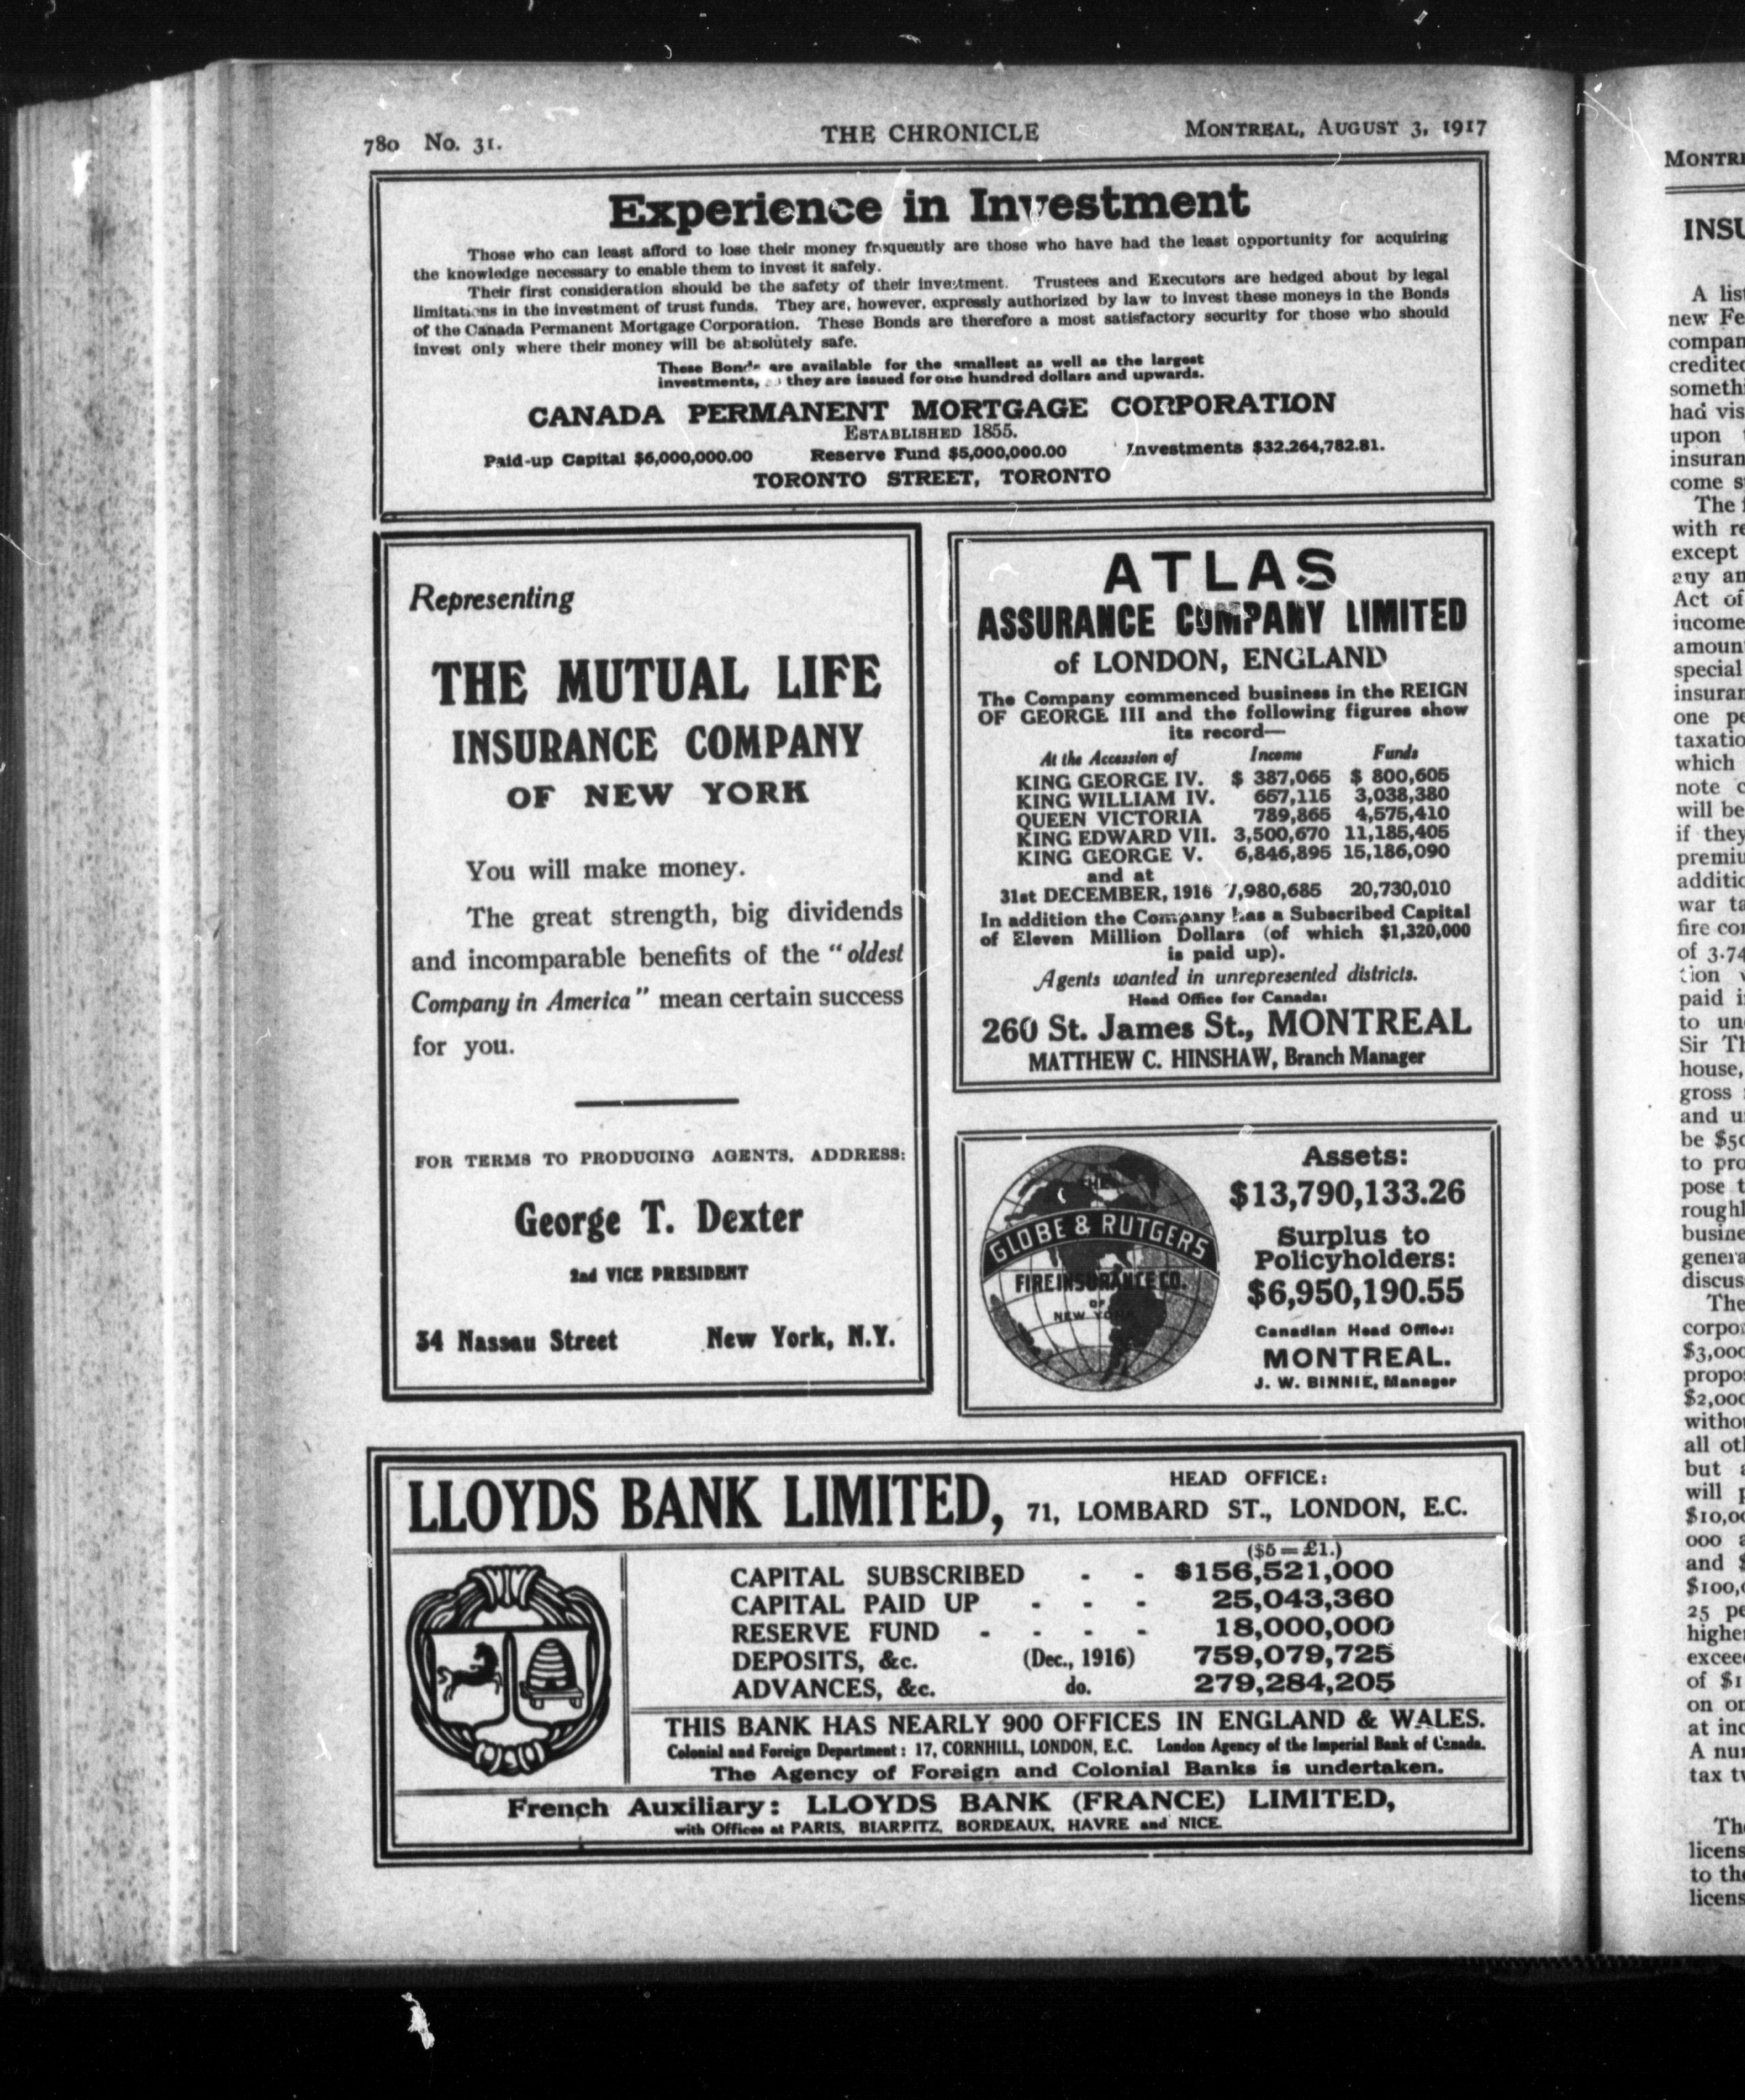 780 No. 31.
THE CHRONICLE
MONTREAL, AUGUST 3, 1917
Experience in Investment
Those who can least afford to lose their money frequently are those who have had the least opportunity for acquiring
the knowledge necessary to enable them to invest it safely.
Their first consideration should be the safety of their investment. Trustees and Executors are hedged about by legal
limitations in the investment of trust funds. They are, however, expressly authorized by law to invest these moneys in the Bonds
of the Canada Permanent Mortgage Corporation. These Bonds are therefore a most satisfactory security for those who should
invest only where their money will be absolutely safe.
These Bonds are available for the smallest as well as the largest
investments, as they are issued for one hundred dollars and upwards.
CANADA PERMANENT MORTGAGE CORPORATION
ESTABLISHED 1855.
Paid-up Capital $6,000,000.00 Reserve Fund $5,000,000.00 Investments $32,264,782.81.
TORONTO STREET, TORONTO
Representing
THE MUTUAL LIFE
INSURANCE COMPANY
OF NEW YORK
You will make money.
The great strength, big dividends
and incomparable benefits of the "oldest
Company in America" mean certain success
for you.
FOR TERMS TO PRODUCING AGENTS, ADDRESS:
George T. Dexter
2nd VICE PRESIDENT
34 Nassau Street New York, N.Y.
ATLAS
ASSURANCE COMPANY LIMITED
of LONDON, ENGLAND
The Company commenced business in the REIGN
OF GEORGE III and the following figures show
its record—
At the Accession of Income Funds
KING GEORGE IV. $ 387,065 $ 800,605
KING WILLIAM IV. 657,115 3,038,380
QUEEN VICTORIA 789,865 4,575,410
KING EDWARD VII. 3,500,670 11,185,405
KING GEORGE V. 6,846,895 15,186,090
and at
31st DECEMBER, 1916 7,980,685 20,730,010
In addition the Company has a Subscribed Capital
of Eleven Million Dollars (of which $1,320,000
is paid up).
Agents wanted in unrepresented districts.
Head Office for Canada:
260 St. James St., MONTREAL
MATTHEW C. HINSHAW, Branch Manager
THE
GLOBE & RUTGERS
FIRE INSURANCE CO.
OF
NEW YORK
Assets:
$13,790,133.26
Surplus to
Policyholders:
$6,950,190.55
Canadian Head Office:
MONTREAL.
J. W. BINNIE, Manager
LLOYDS BANK LIMITED,
HEAD OFFICE:
71, LOMBARD ST., LONDON, E.C.
($5 = £1.)
CAPITAL SUBSCRIBED - - $156,521,000
CAPITAL PAID UP - - - 25,043,360
RESERVE FUND - - - - 18,000,000
DEPOSITS, &c. (Dec., 1916) 759,079,725
ADVANCES, &c. do. 279,284,205
THIS BANK HAS NEARLY 900 OFFICES IN ENGLAND & WALES.
Colonial and Foreign Department: 17, CORNHILL, LONDON, E.C. London Agency of the Imperial Bank of Canada.
The Agency of Foreign and Colonial Banks is undertaken.
French Auxiliary: LLOYDS BANK (FRANCE) LIMITED,
with Offices at PARIS, BIARRITZ, BORDEAUX, HAVRE and NICE.